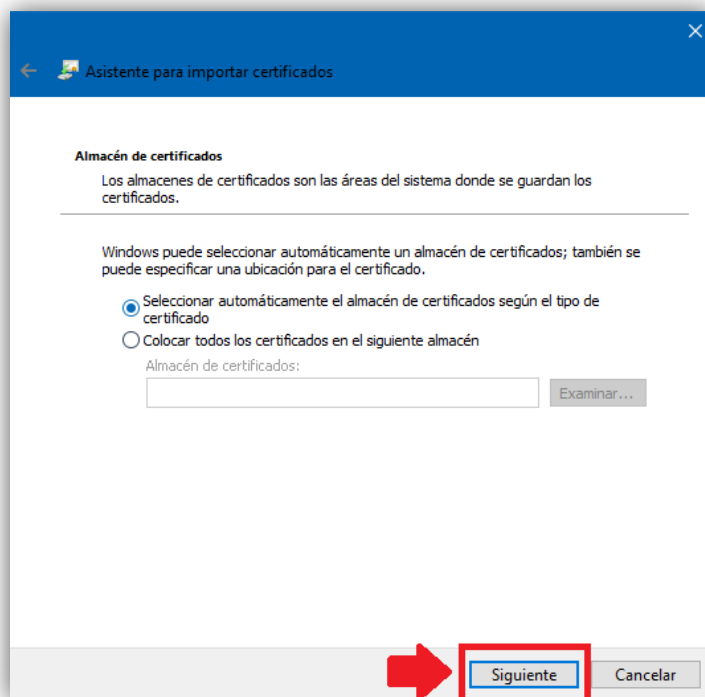 Asistente para importar certificados
Almacén de certificados
Los almacenes de certificados son las áreas del sistema donde se guardan los
certificados.
Windows puede seleccionar automáticamente un almacén de certificados; también se
puede especificar una ubicación para el certificado.
Seleccionar automáticamente el almacén de certificados según el tipo de
certificado
Colocar todos los certificados en el siguiente almacén
Almacén de certificados:
Examinar...
Siguiente
Cancelar